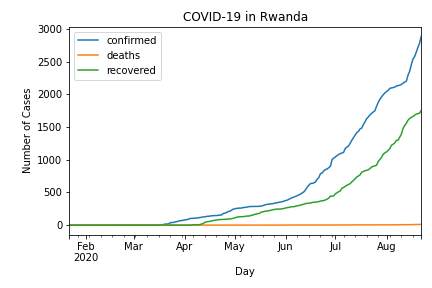 COVID-19 in Rwanda
confirmed
deaths
recovered
Number of Cases
3000
2500
2000
1500
1000
500
0
Feb Mar Apr May Jun Jul Aug
2020
Day